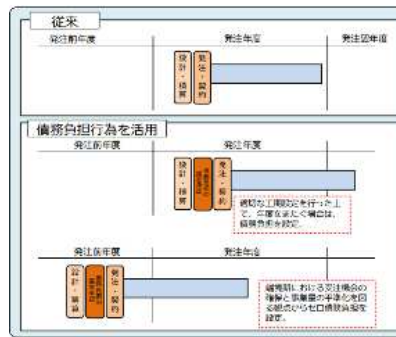 従来
発注前年度 発注年度 発注翌年度
設計・積算
発注・契約
債務負担行為を活用
発注前年度 発注年度
設計・積算
発注・契約
適切な工期設定を行った上
で、年度をまたぐ場合は、
債務負担を設定。
発注前年度 発注年度
設計・積算
発注・契約
端境期における受注機会の
確保と事業量の平準化を図
る観点からゼロ債務負担を
設定。